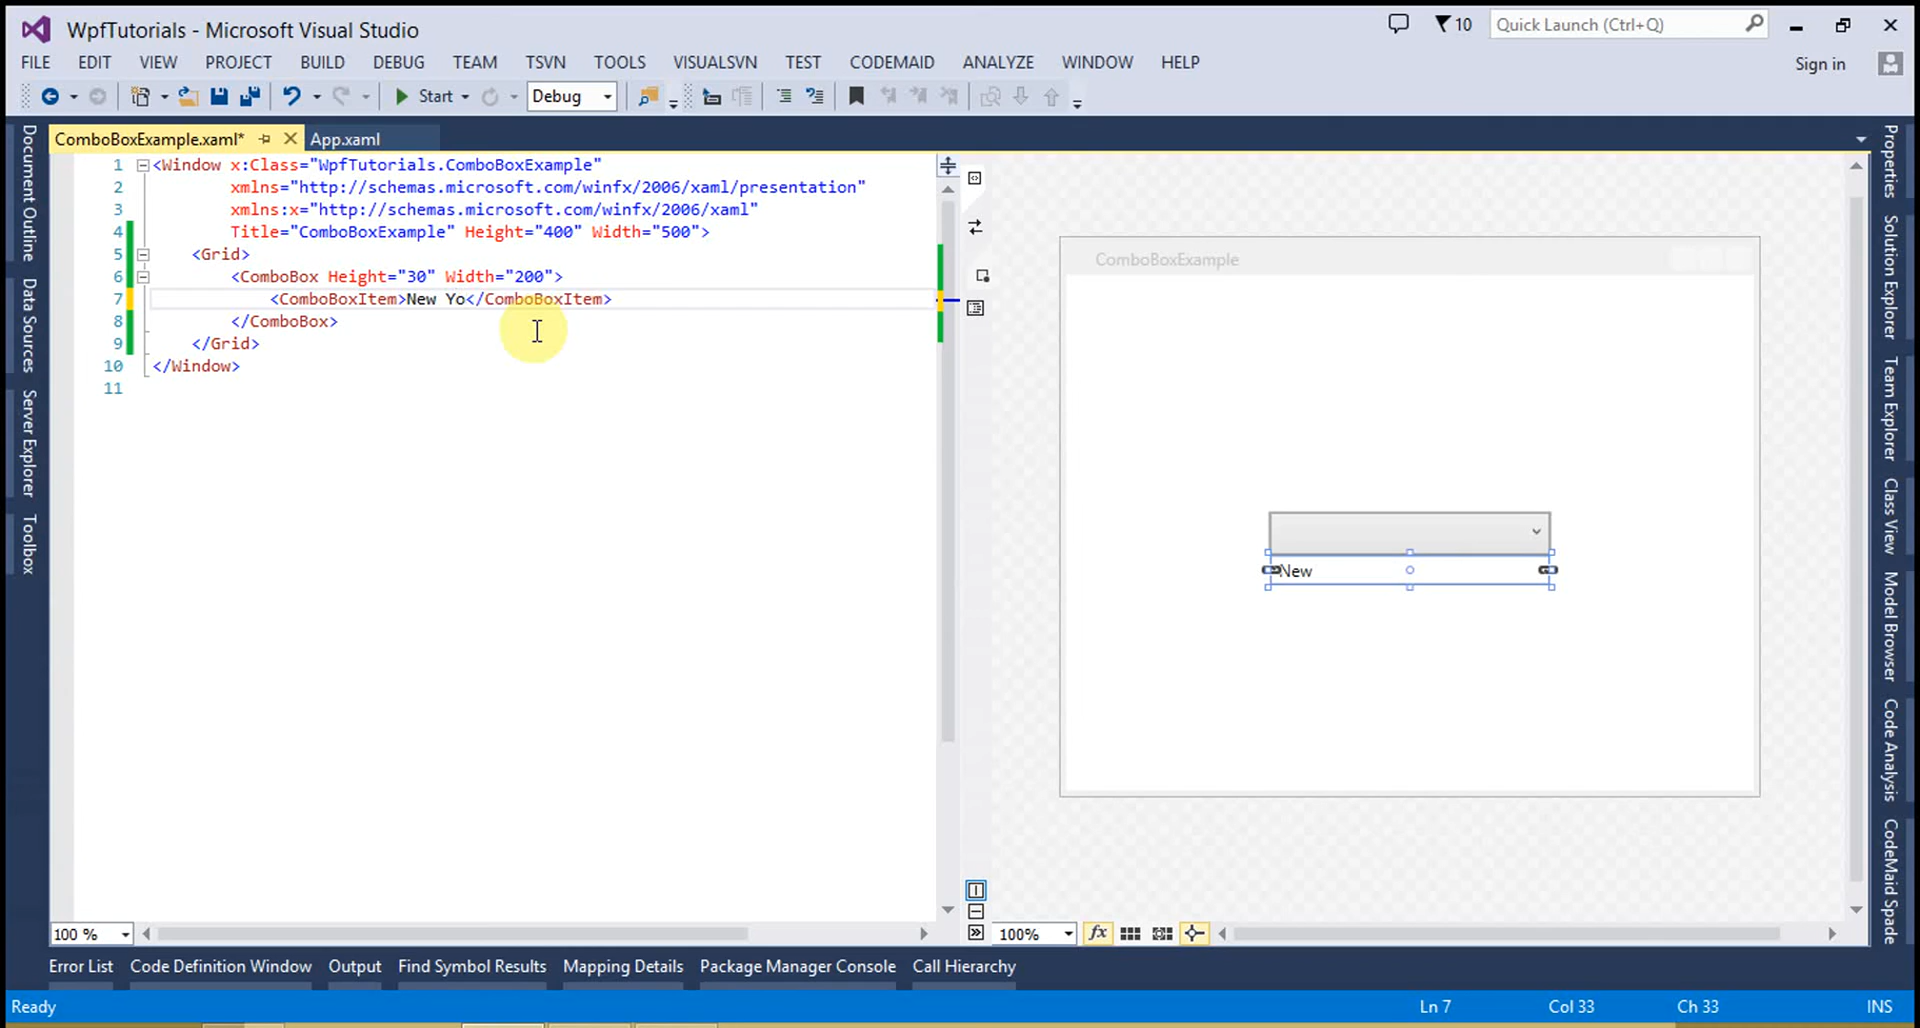 WpfTutorials - Microsoft Visual Studio
10
Quick Launch (Ctrl+Q)
FILE EDIT VIEW PROJECT BUILD DEBUG TEAM TSVN TOOLS VISUALSVN TEST CODEMAID ANALYZE WINDOW HELP
Sign in
Start
Debug
ComboBoxExample.xaml*
App.xaml
Document Outline
Data Sources
Server Explorer
Toolbox
1 <Window x:Class="WpfTutorials.ComboBoxExample"
2 xmlns="http://schemas.microsoft.com/winfx/2006/xaml/presentation"
3 xmlns:x="http://schemas.microsoft.com/winfx/2006/xaml"
4 Title="ComboBoxExample" Height="400" Width="500">
5 <Grid>
6 <ComboBox Height="30" Width="200">
7 <ComboBoxItem>New Yo</ComboBoxItem>
8 </ComboBox>
9 </Grid>
10 </Window>
11
ComboBoxExample
New
Properties
Solution Explorer
Team Explorer
Class View
Model Browser
Code Analysis
CodeMaid Spade
100 %
100%
fx
Error List Code Definition Window Output Find Symbol Results Mapping Details Package Manager Console Call Hierarchy
Ready
Ln 7 Col 33 Ch 33 INS